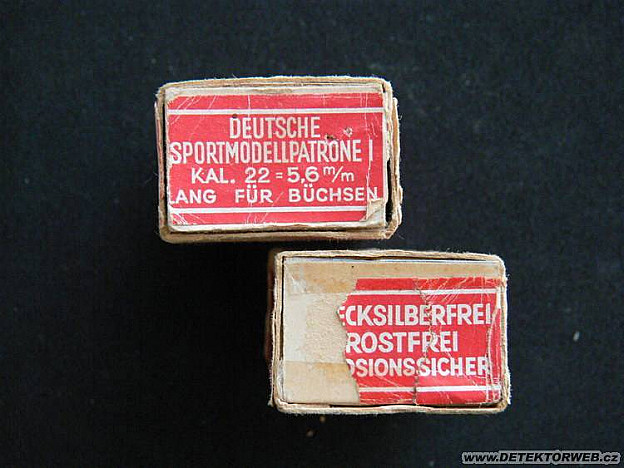 DEUTSCHE
SPORTMODELLPATRONE I
KAL. 22 = 5,6 m/m
LANG FÜR BÜCHSEN
ECKSILBERFREI
ROSTFREI
OSIONSSICHER
www.DETEKTORWEB.cz